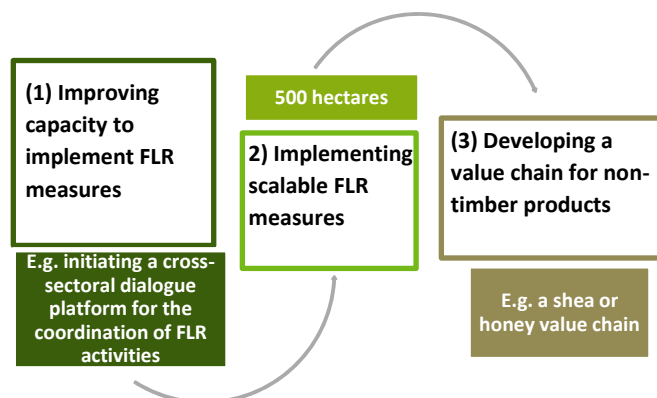 (1) Improving
capacity to
implement FLR
measures
E.g. initiating a cross-
sectoral dialogue
platform for the
coordination of FLR
activities
500 hectares
2) Implementing
scalable FLR
measures
(3) Developing a
value chain for non-
timber products
E.g. a shea or
honey value chain